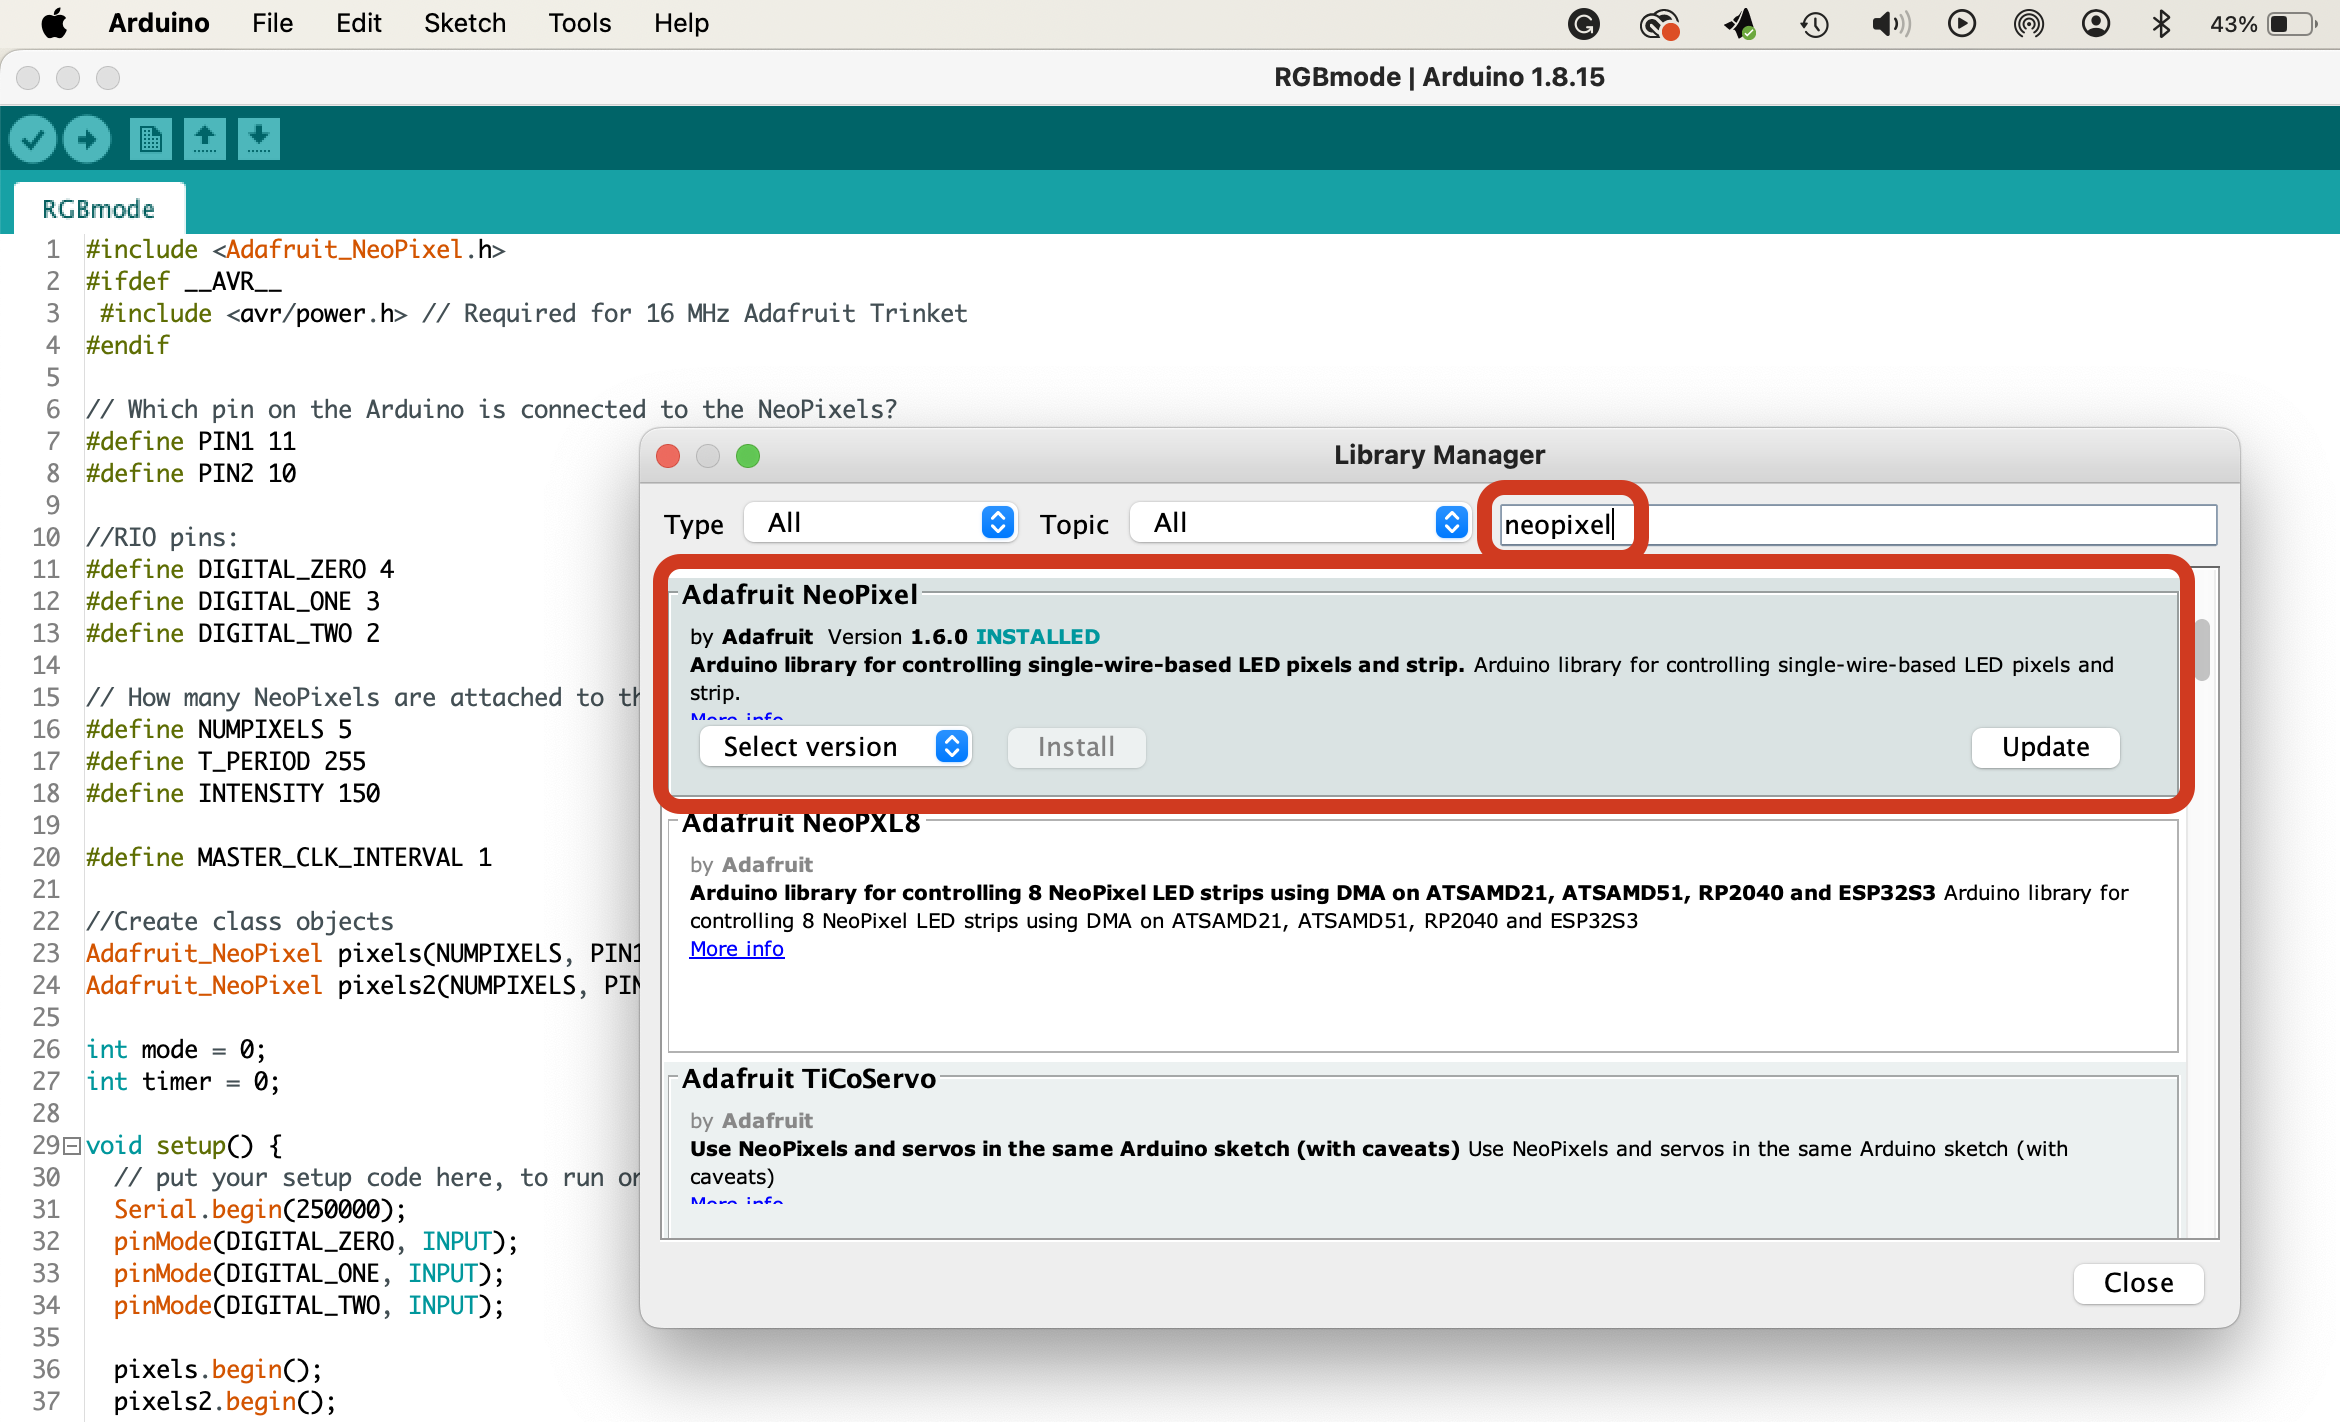 Arduino File Edit Sketch Tools Help 43%
RGBmode | Arduino 1.8.15
RGBmode
1 #include <Adafruit_NeoPixel.h>
2 #ifdef __AVR__
3 #include <avr/power.h> // Required for 16 MHz Adafruit Trinket
4 #endif
5
6 // Which pin on the Arduino is connected to the NeoPixels?
7 #define PIN1 11
8 #define PIN2 10
9
10 //RIO pins:
11 #define DIGITAL_ZERO 4
12 #define DIGITAL_ONE 3
13 #define DIGITAL_TWO 2
14
15 // How many NeoPixels are attached to th
16 #define NUMPIXELS 5
17 #define T_PERIOD 255
18 #define INTENSITY 150
19
20 #define MASTER_CLK_INTERVAL 1
21
22 //Create class objects
23 Adafruit_NeoPixel pixels(NUMPIXELS, PIN1
24 Adafruit_NeoPixel pixels2(NUMPIXELS, PIN
25
26 int mode = 0;
27 int timer = 0;
28
29 void setup() {
30 // put your setup code here, to run on
31 Serial.begin(250000);
32 pinMode(DIGITAL_ZERO, INPUT);
33 pinMode(DIGITAL_ONE, INPUT);
34 pinMode(DIGITAL_TWO, INPUT);
35
36 pixels.begin();
37 pixels2.begin();
Library Manager
Type All Topic All neopixel
Adafruit NeoPixel
by Adafruit Version 1.6.0 INSTALLED
Arduino library for controlling single-wire-based LED pixels and strip. Arduino library for controlling single-wire-based LED pixels and
strip.
More info
Select version Install Update
Adafruit NeoPXL8
by Adafruit
Arduino library for controlling 8 NeoPixel LED strips using DMA on ATSAMD21, ATSAMD51, RP2040 and ESP32S3 Arduino library for
controlling 8 NeoPixel LED strips using DMA on ATSAMD21, ATSAMD51, RP2040 and ESP32S3
More info
Adafruit TiCoServo
by Adafruit
Use NeoPixels and servos in the same Arduino sketch (with caveats) Use NeoPixels and servos in the same Arduino sketch (with
caveats)
More info
Close